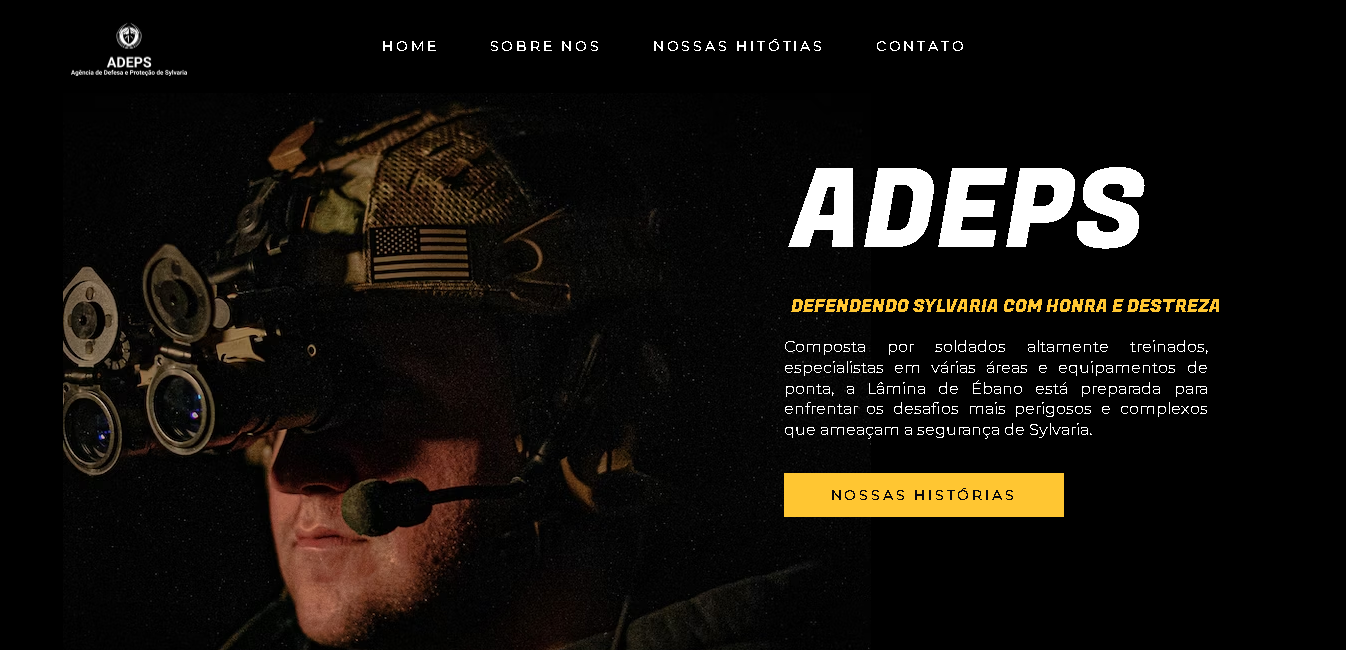 ADEPS
Agência de Defesa e Proteção de Sylvaria
HOME
SOBRE NOS
NOSSAS HITÓTIAS
CONTATO
ADEPS
DEFENDENDO SYLVARIA COM HONRA E DESTREZA
Composta por soldados altamente treinados,
especialistas em várias áreas e equipamentos de
ponta, a Lâmina de Ébano está preparada para
enfrentar os desafios mais perigosos e complexos
que ameaçam a segurança de Sylvaria.
NOSSAS HISTÓRIAS